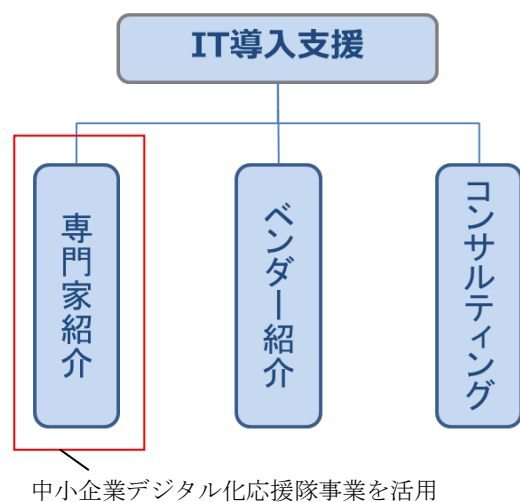 IT導入支援
専門家紹介
ベンダー紹介
コンサルティング
中小企業デジタル化応援隊事業を活用